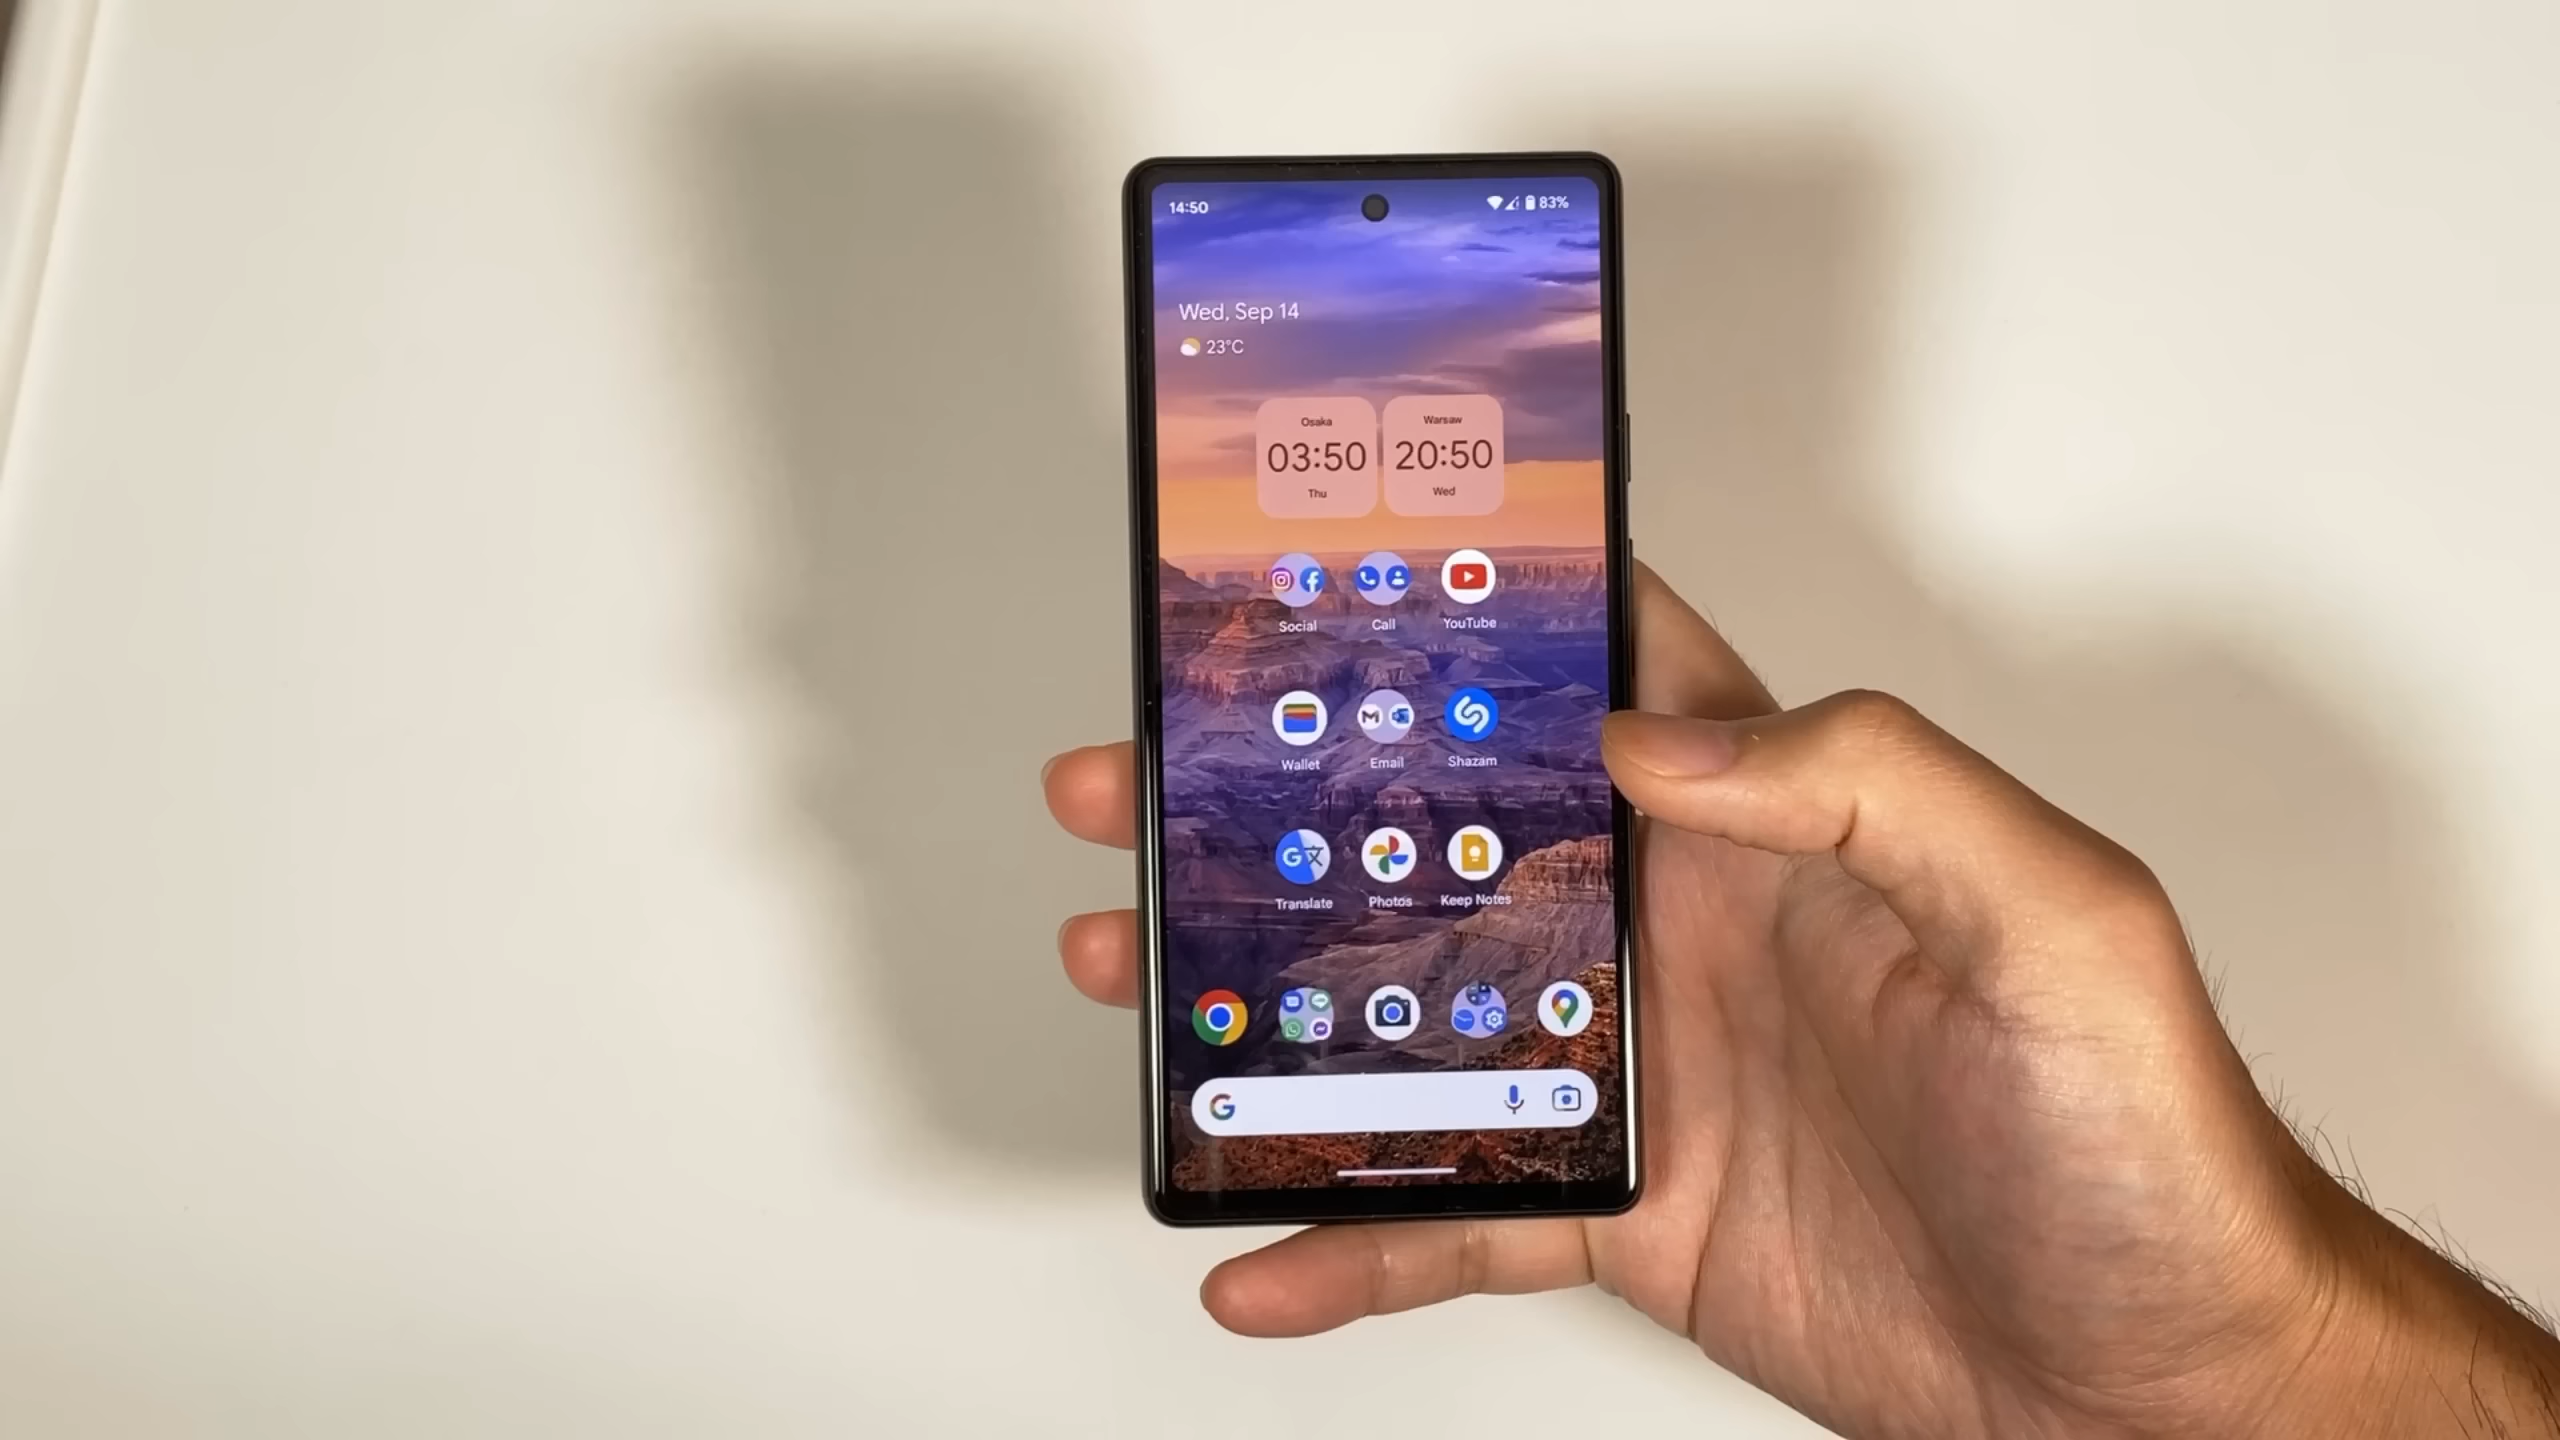 14:50
83%
Wed, Sep 14
23°C
Osaka
03:50
Thu
Warsaw
20:50
Wed
Social
Call
YouTube
Wallet
Email
Shazam
Translate
Photos
Keep Notes